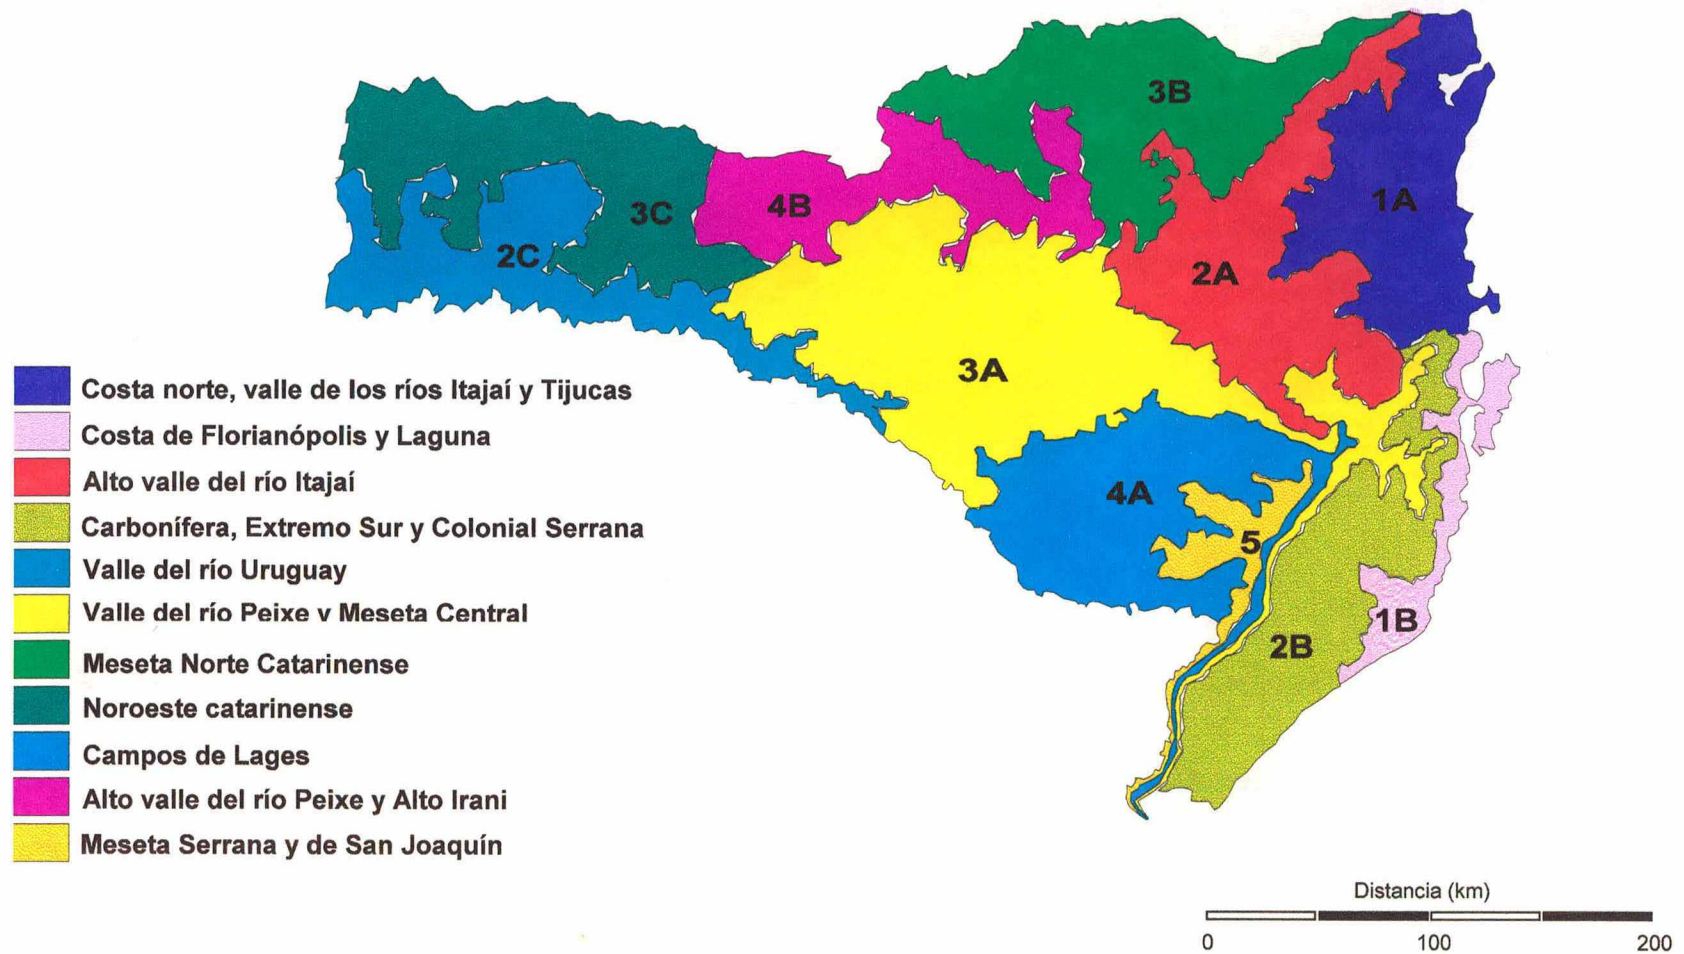 3B
1A
3C
4B
2C
2A
3A
4A
5
1B
2B
Costa norte, valle de los ríos Itajaí y Tijucas
Costa de Florianópolis y Laguna
Alto valle del río Itajaí
Carbonífera, Extremo Sur y Colonial Serrana
Valle del río Uruguay
Valle del río Peixe v Meseta Central
Meseta Norte Catarinense
Noroeste catarinense
Campos de Lages
Alto valle del río Peixe y Alto Irani
Meseta Serrana y de San Joaquín
Distancia (km)
0 100 200